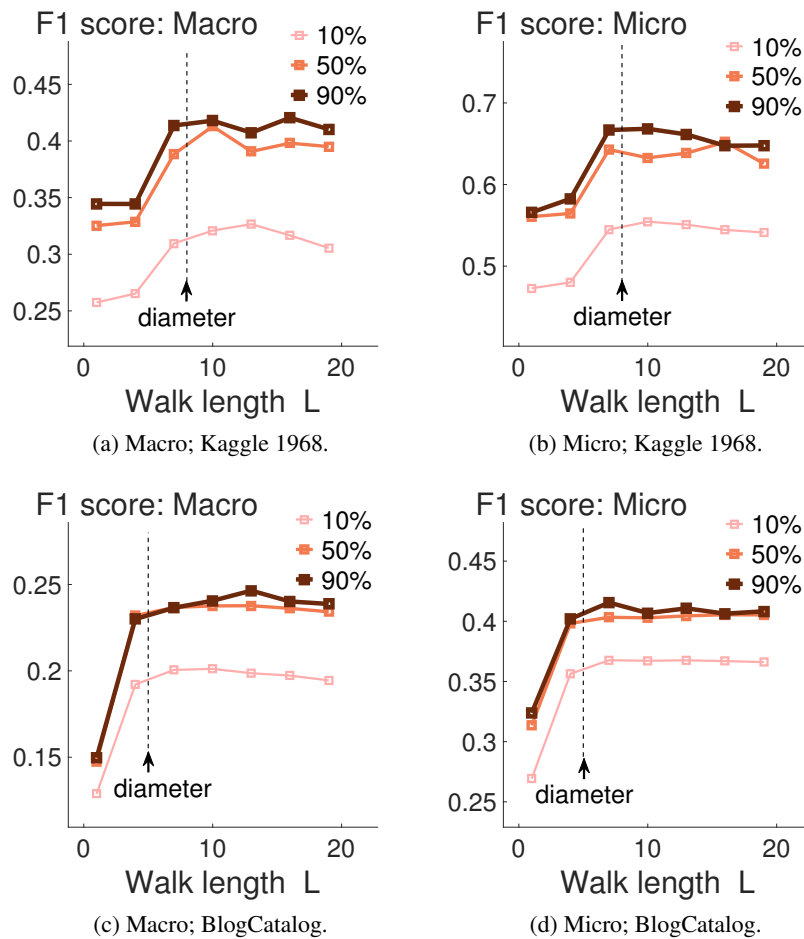 F1 score: Macro
10%
50%
90%
0.45
0.4
0.35
0.3
0.25
diameter
0 10 20
Walk length L
(a) Macro; Kaggle 1968.
F1 score: Micro
10%
50%
90%
0.7
0.6
0.5
diameter
0 10 20
Walk length L
(b) Micro; Kaggle 1968.
F1 score: Macro
10%
50%
90%
0.25
0.2
0.15
diameter
0 10 20
Walk length L
(c) Macro; BlogCatalog.
F1 score: Micro
10%
50%
90%
0.45
0.4
0.35
0.3
0.25
diameter
0 10 20
Walk length L
(d) Micro; BlogCatalog.